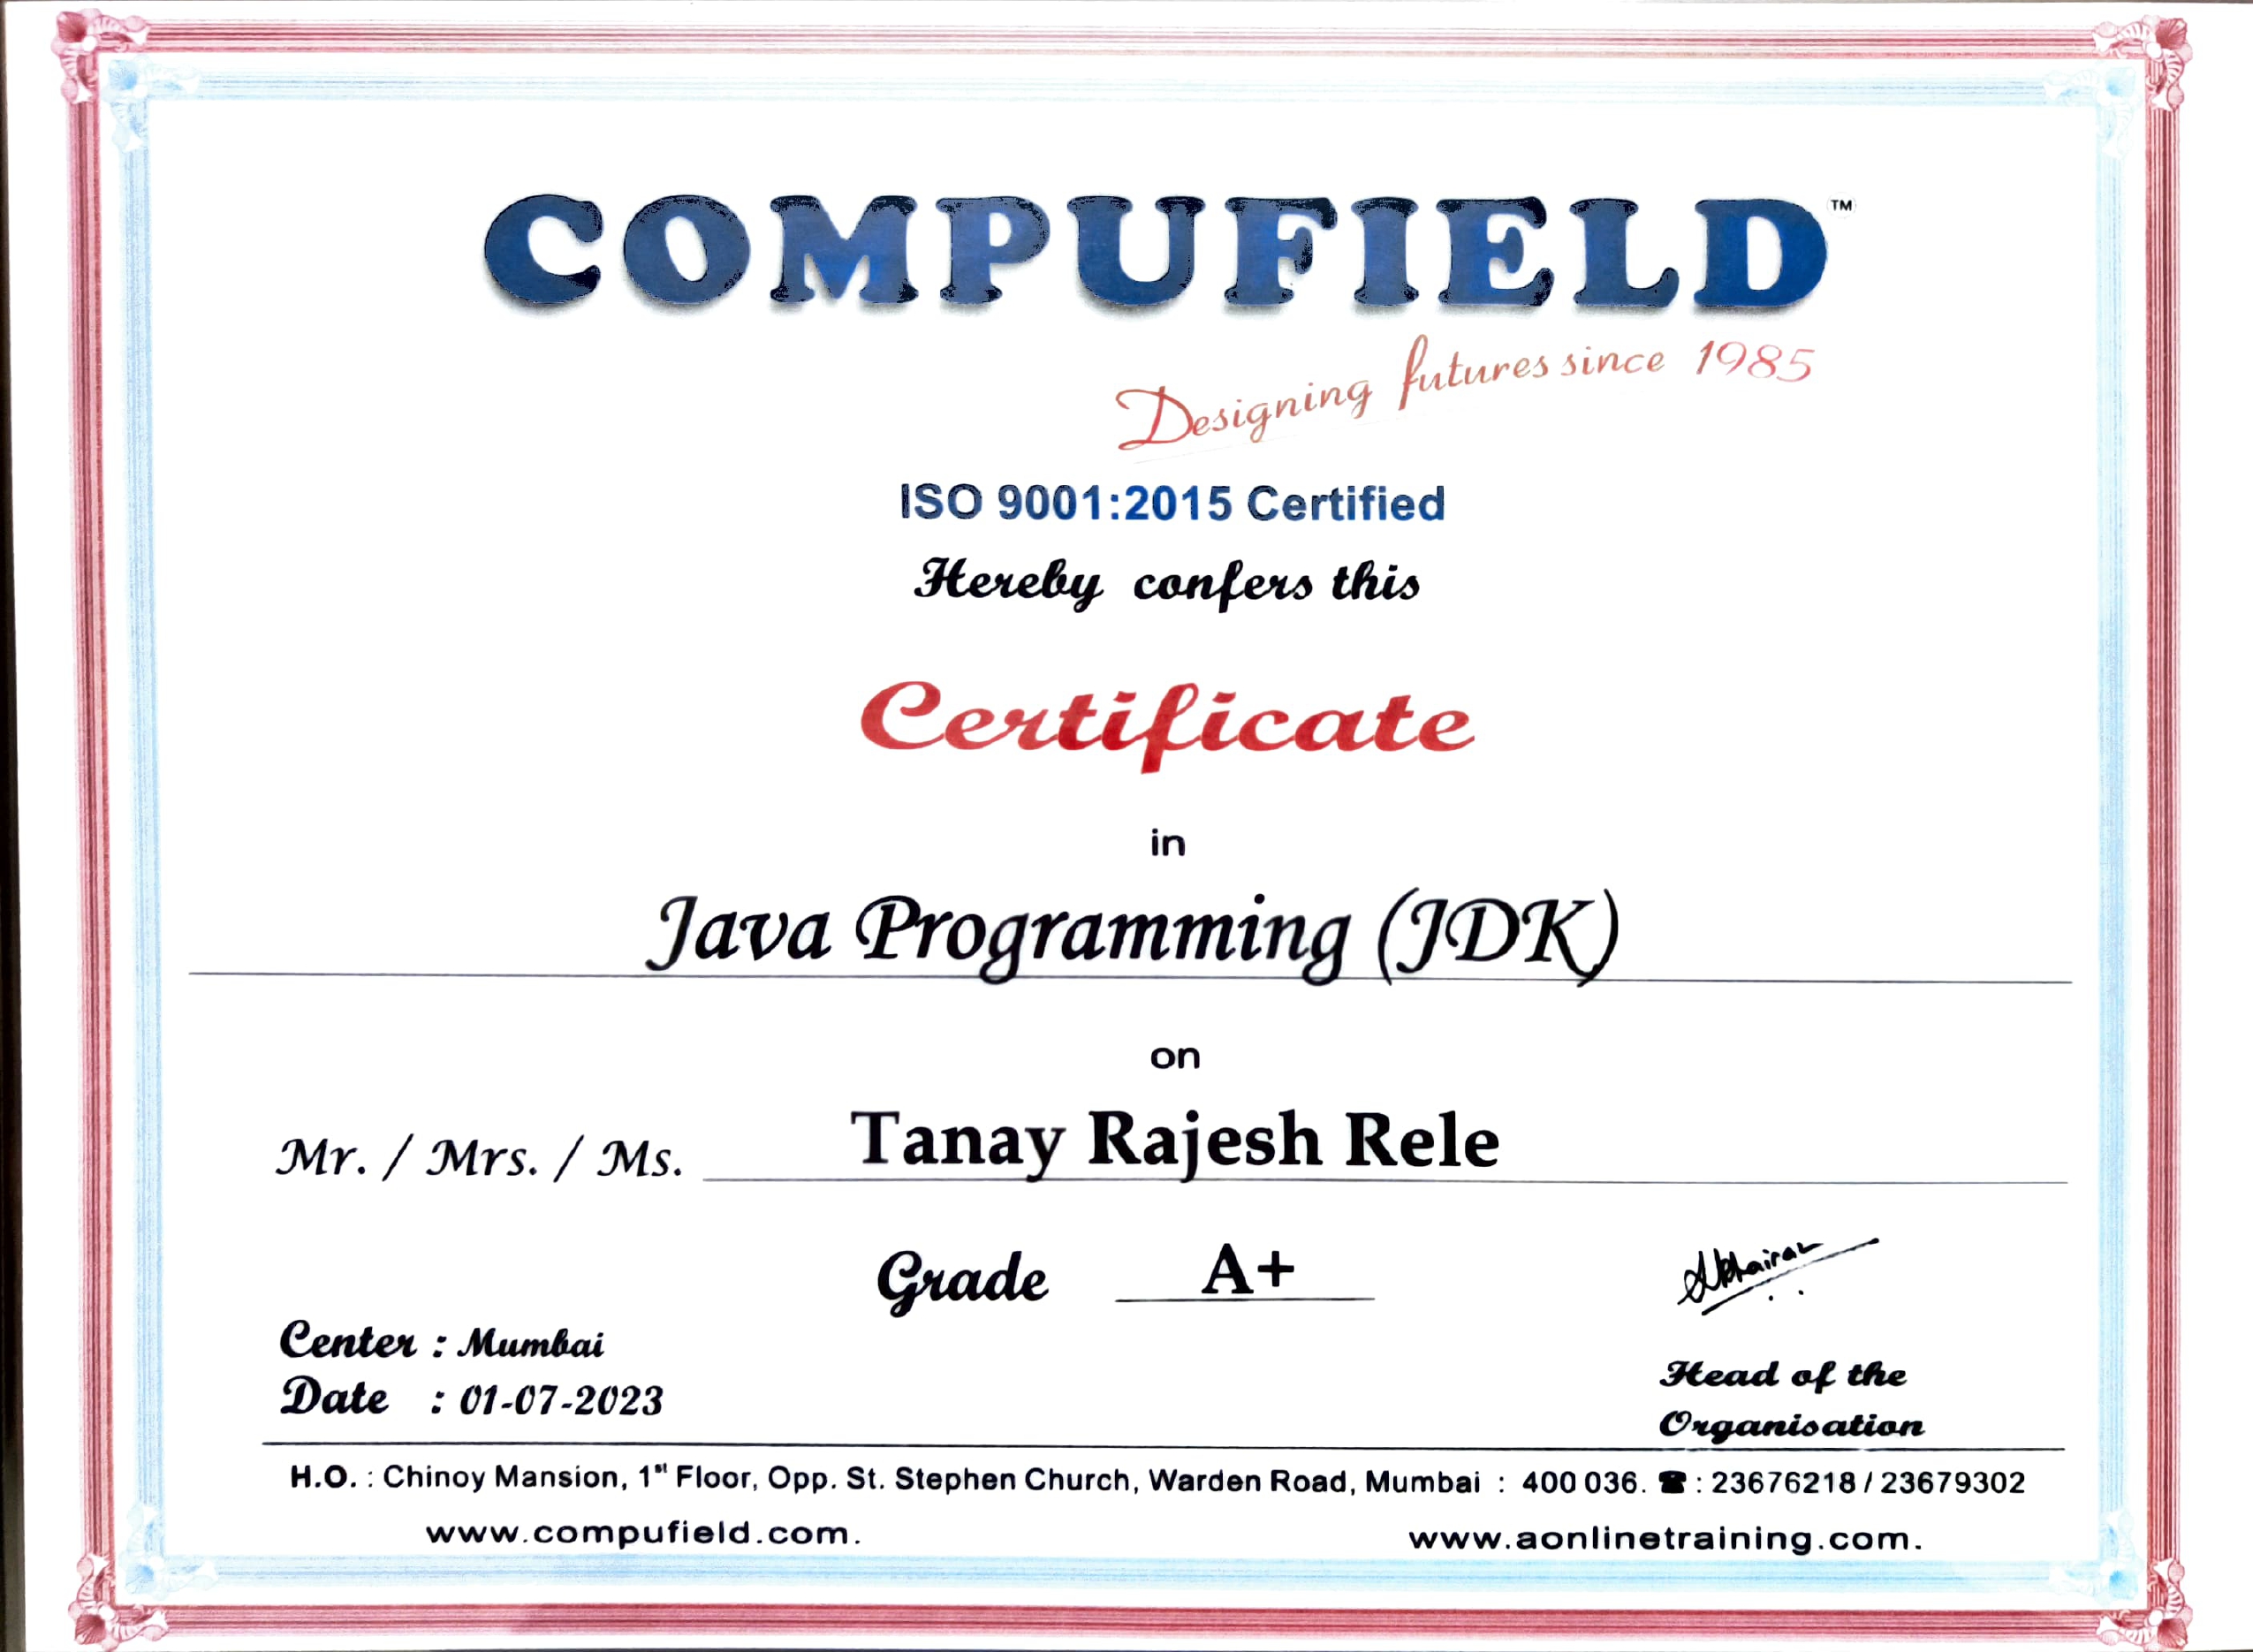 COMPUFIELD™
Designing futures since 1985
ISO 9001:2015 Certified
Hereby confers this
Certificate
in
Java Programming (JDK)
on
Mr. / Mrs. / Ms. Tanay Rajesh Rele
Grade A+
Center : Mumbai
Date : 01-07-2023
Head of the
Organisation
H.O. : Chinoy Mansion, 1st Floor, Opp. St. Stephen Church, Warden Road, Mumbai : 400 036. ☎ : 23676218 / 23679302
www.compufield.com. www.aonlinetraining.com.